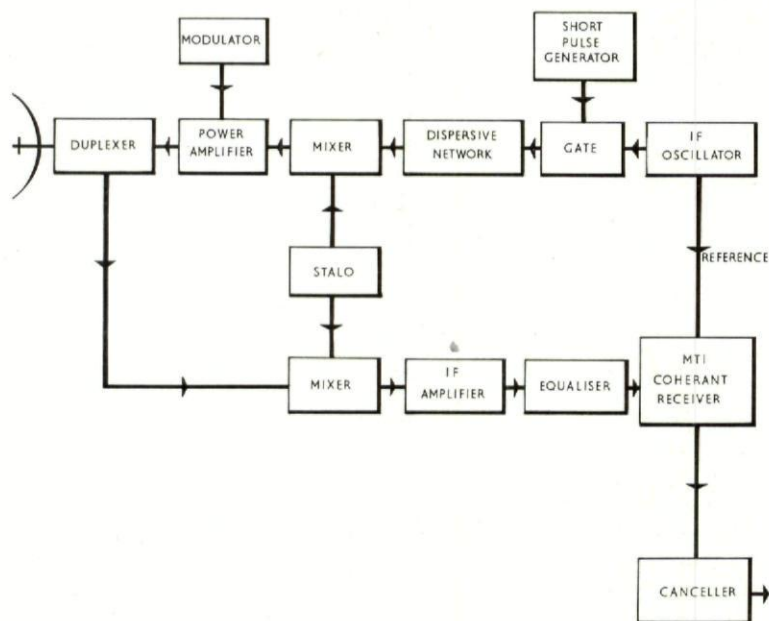 MODULATOR
SHORT
PULSE
GENERATOR
DUPLEXER
POWER
AMPLIFIER
MIXER
DISPERSIVE
NETWORK
GATE
IF
OSCILLATOR
STALO
REFERENCE
MIXER
IF
AMPLIFIER
EQUALISER
MTI
COHERANT
RECEIVER
CANCELLER